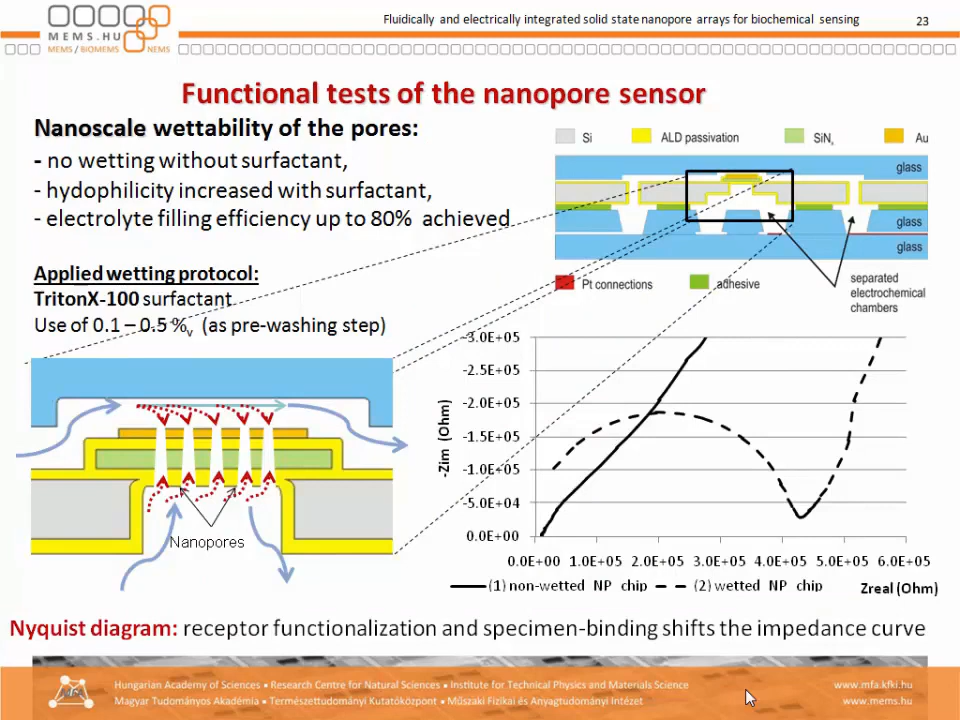 MEMS.HU
MEMS / BIOMEMS NEMS
Fluidically and electrically integrated solid state nanopore arrays for biochemical sensing
23
Functional tests of the nanopore sensor
Nanoscale wettability of the pores:
- no wetting without surfactant,
- hydophilicity increased with surfactant,
- electrolyte filling efficiency up to 80% achieved
Applied wetting protocol:
TritonX-100 surfactant
Use of 0.1 – 0.5 %v (as pre-washing step)
Si
ALD passivation
SiNx
Au
glass
glass
glass
Pt connections
adhesive
separated
electrochemical
chambers
Nanopores
-Zim (Ohm)
-3.0E+05
-2.5E+05
-2.0E+05
-1.5E+05
-1.0E+05
-5.0E+04
0.0E+00
0.0E+00 1.0E+05 2.0E+05 3.0E+05 4.0E+05 5.0E+05 6.0E+05
(1) non-wetted NP chip
(2) wetted NP chip
Zreal (Ohm)
Nyquist diagram: receptor functionalization and specimen-binding shifts the impedance curve
MFA
Hungarian Academy of Sciences • Research Centre for Natural Sciences • Institute for Technical Physics and Materials Science
www.mfa.kfki.hu
Magyar Tudományos Akadémia • Természettudományi Kutatóközpont • Műszaki Fizikai és Anyagtudományi Intézet
www.mems.hu